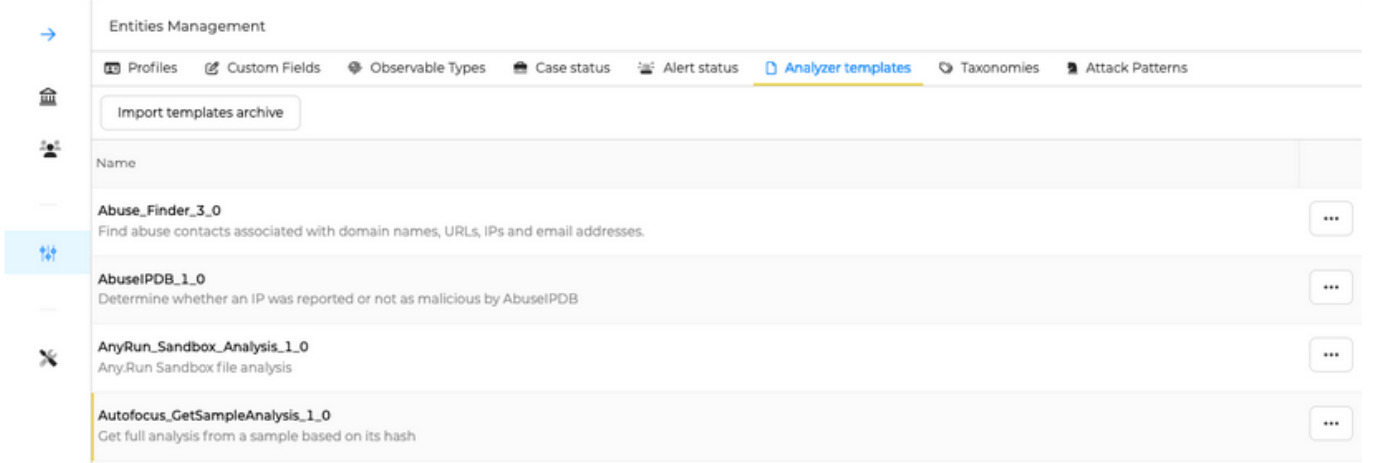 Entities Management
Profiles Custom Fields Observable Types Case status Alert status Analyzer templates Taxonomies Attack Patterns
Import templates archive
Name
Abuse_Finder_3_0
Find abuse contacts associated with domain names, URLs, IPs and email addresses.
AbuseIPDB_1_0
Determine whether an IP was reported or not as malicious by AbuseIPDB
AnyRun_Sandbox_Analysis_1_0
Any.Run Sandbox file analysis
Autofocus_GetSampleAnalysis_1_0
Get full analysis from a sample based on its hash